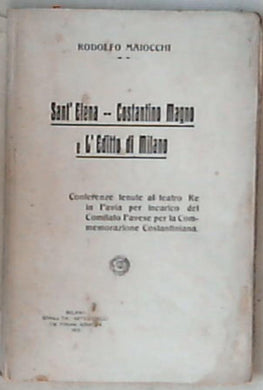 RODOLFO MAIOCCHI
Sant' Elena -- Costantino Magno
e L' Editto di Milano
Conferenze tenute al teatro Re
in Pavia per incarico del
Comitato Pavese per la Com-
memorazione Costantiniana.
MILANO